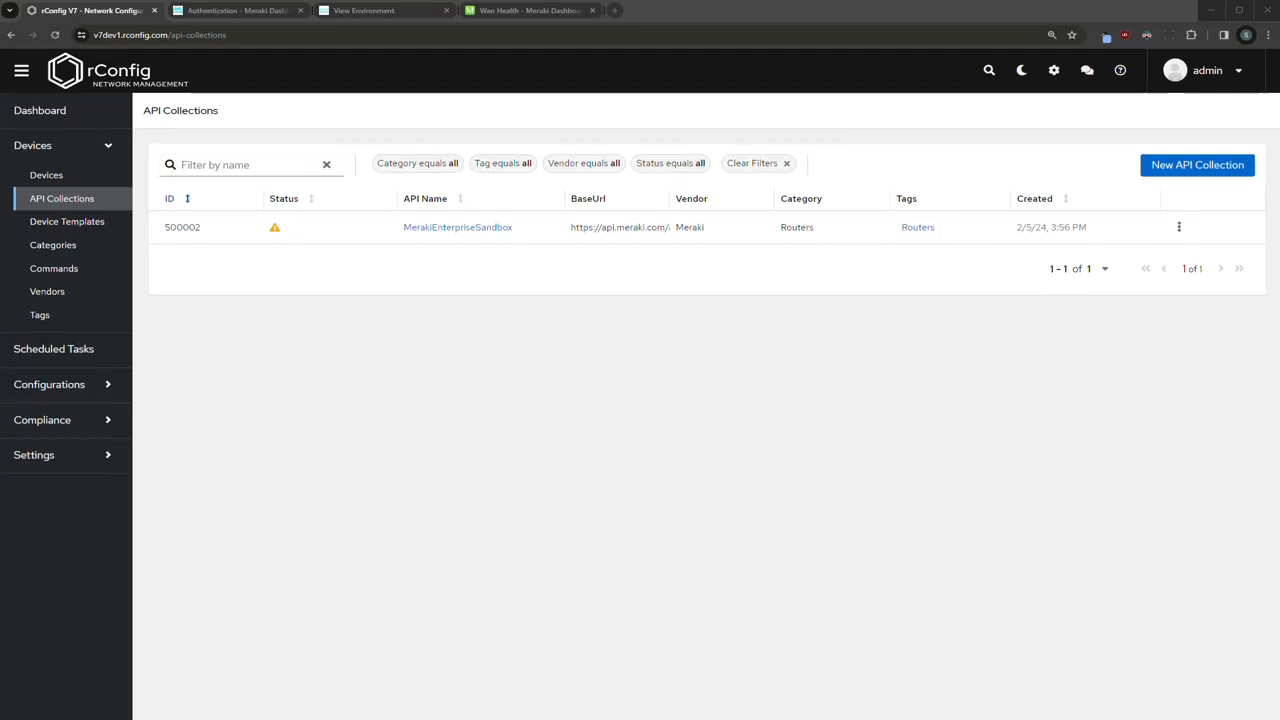 rConfig V7 - Network Configu
Authentication - Meraki Dashb
View Environment
Wan Health - Meraki Dashboa
v7dev1.rconfig.com/api-collections
rConfig
NETWORK MANAGEMENT
admin
Dashboard
Devices
Devices
API Collections
Device Templates
Categories
Commands
Vendors
Tags
Scheduled Tasks
Configurations
Compliance
Settings
API Collections
Filter by name
Category equals all
Tag equals all
Vendor equals all
Status equals all
Clear Filters
New API Collection
ID Status API Name BaseUrl Vendor Category Tags Created
500002 MerakiEnterpriseSandbox https://api.meraki.com/ Meraki Routers Routers 2/5/24, 3:56 PM
1 - 1 of 1
1 of 1